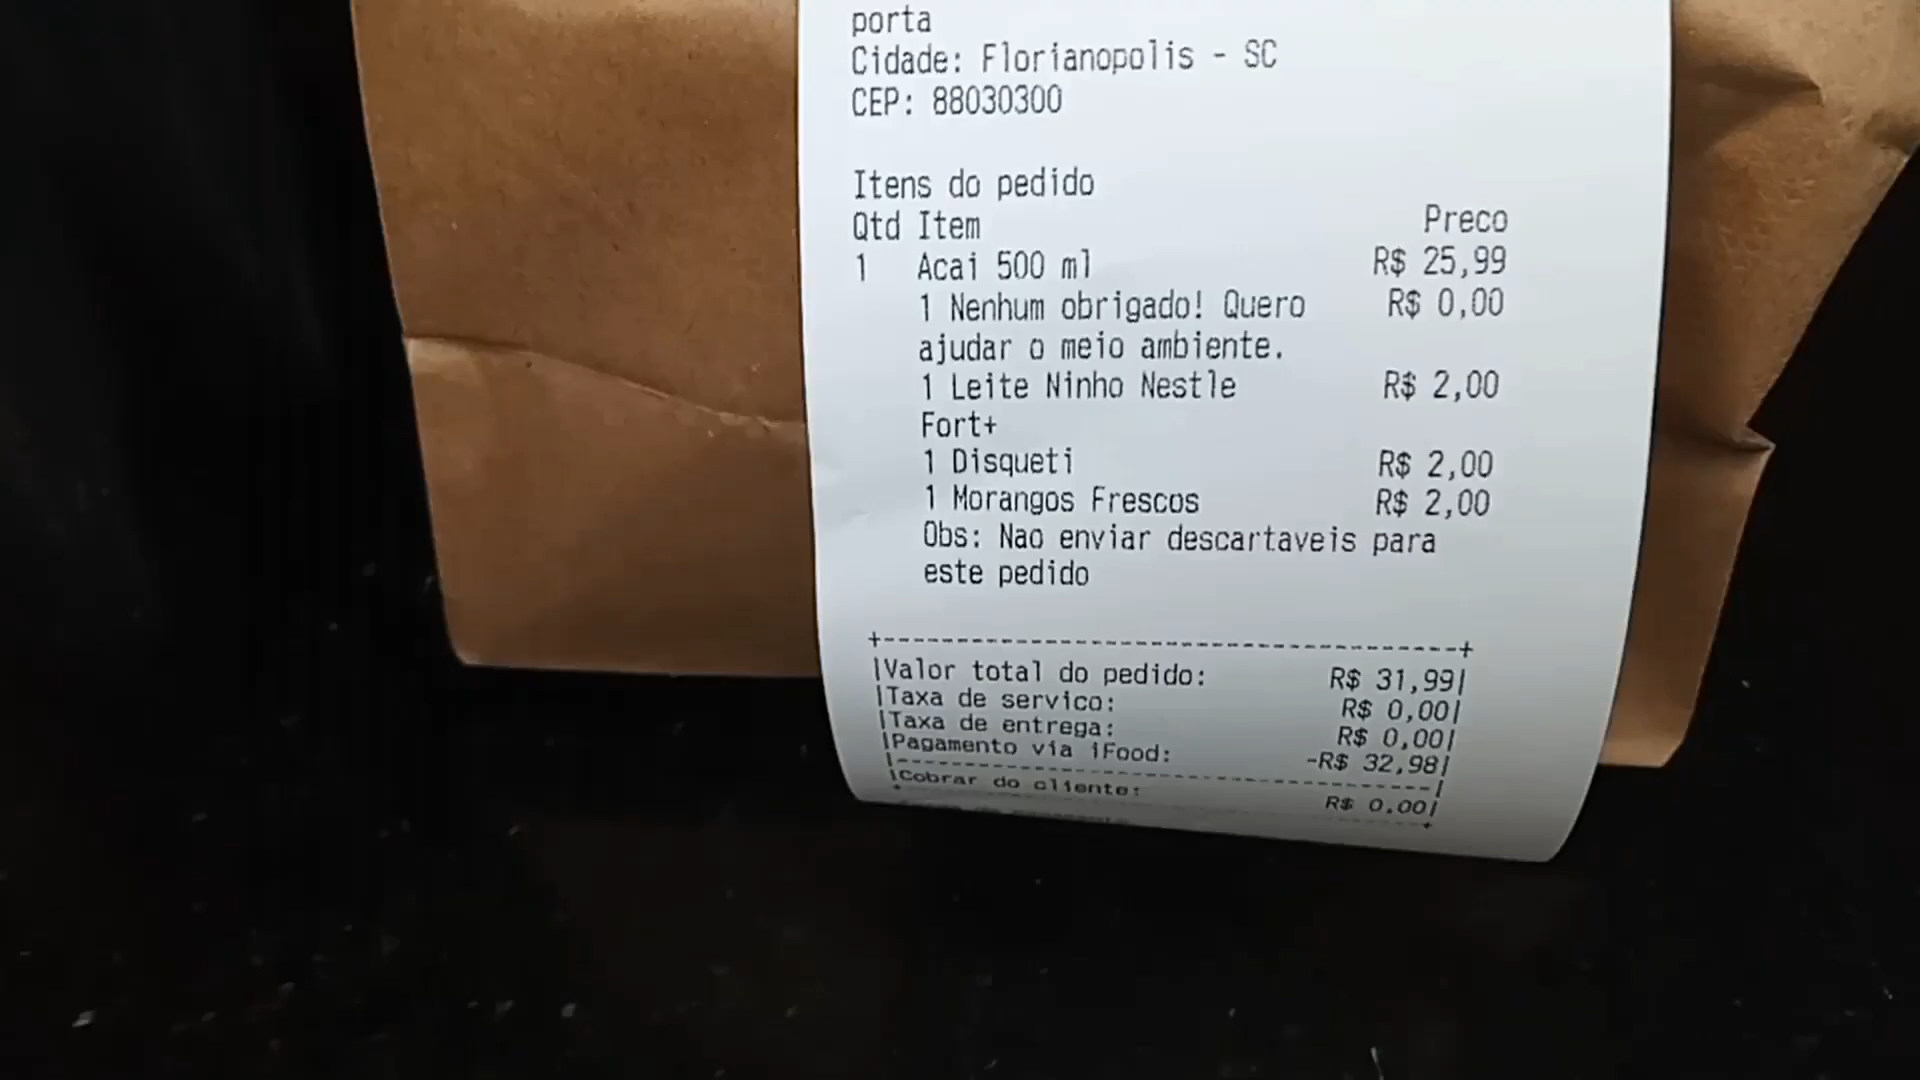 porta
Cidade: Florianopolis - SC
CEP: 88030300
Itens do pedido
Qtd Item Preco
1 Acai 500 ml R$ 25,99
1 Nenhum obrigado! Quero R$ 0,00
ajudar o meio ambiente.
1 Leite Ninho Nestle R$ 2,00
Fort+
1 Disqueti R$ 2,00
1 Morangos Frescos R$ 2,00
Obs: Nao enviar descartaveis para
este pedido
+----------------------------------------+
|Valor total do pedido: R$ 31,99|
|Taxa de servico: R$ 0,00|
|Taxa de entrega: R$ 0,00|
|Pagamento via iFood: -R$ 32,98|
|----------------------------------------|
|Cobrar do cliente: R$ 0,00|
+----------------------------------------+